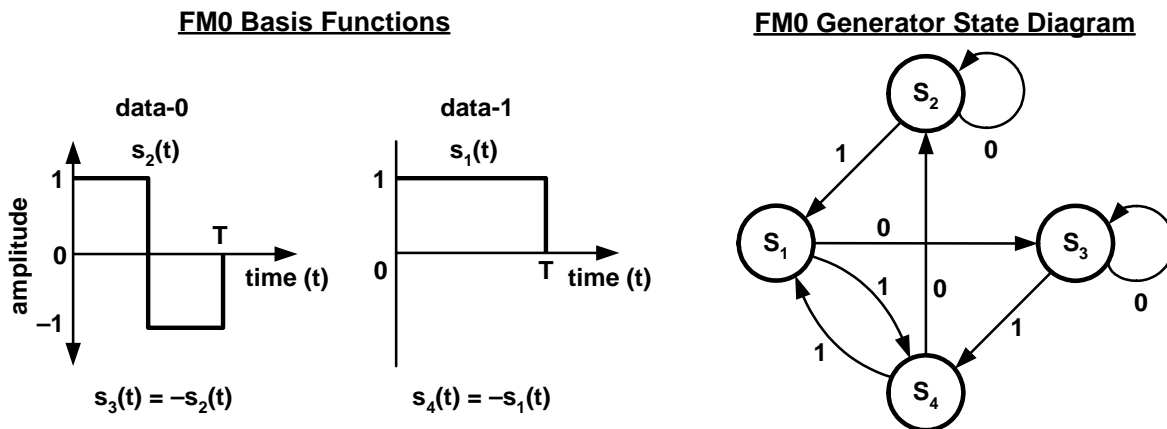 FM0 Basis Functions
data-0
s₂(t)
1
0
–1
amplitude
T
time (t)
s₃(t) = –s₂(t)
data-1
s₁(t)
1
0
T
time (t)
s₄(t) = –s₁(t)
FM0 Generator State Diagram
S₂
0
1
S₁
0
S₃
0
1
0
1
1
S₄